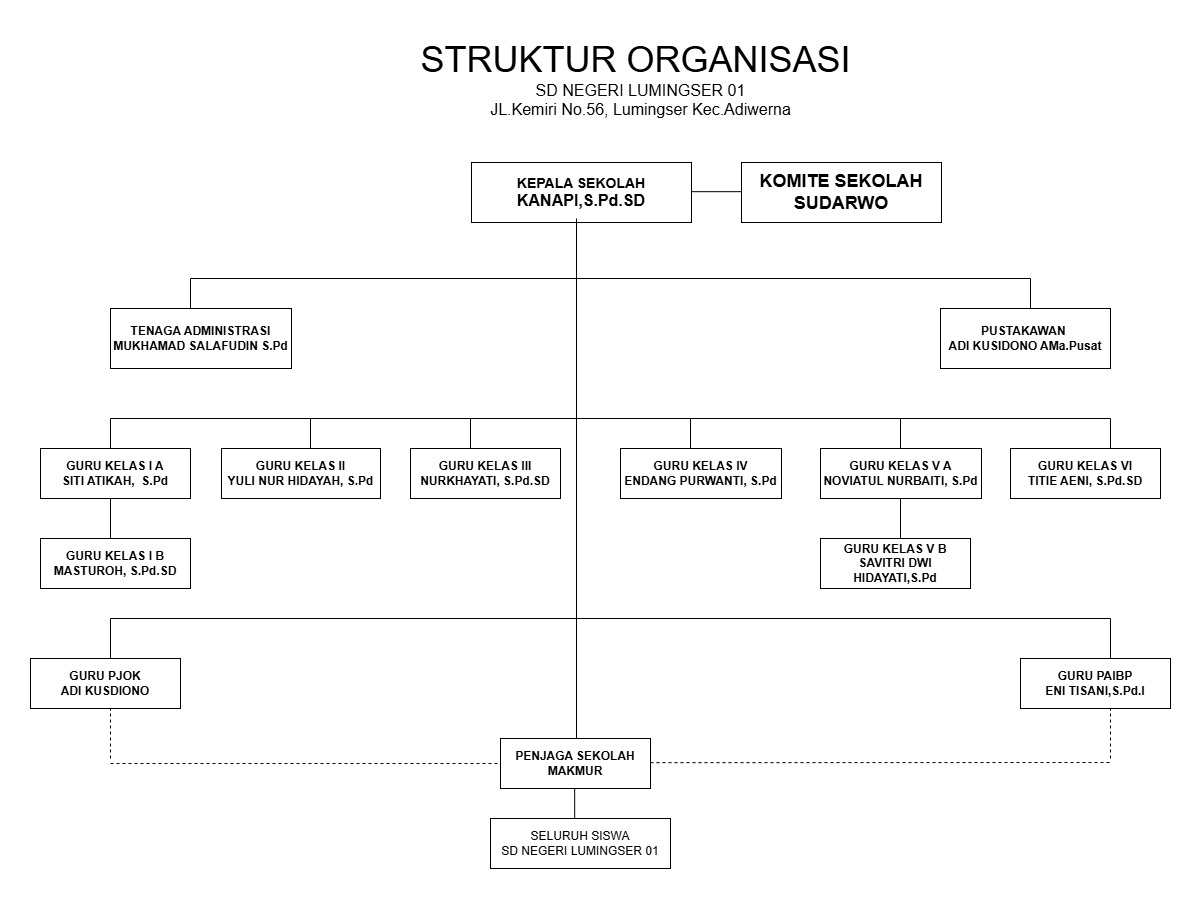 STRUKTUR ORGANISASI
SD NEGERI LUMINGSER 01
JL.Kemiri No.56, Lumingser Kec.Adiwerna
KEPALA SEKOLAH
KANAPI,S.Pd.SD
KOMITE SEKOLAH
SUDARWO
TENAGA ADMINISTRASI
MUKHAMAD SALAFUDIN S.Pd
PUSTAKAWAN
ADI KUSIDONO AMa.Pusat
GURU KELAS I A
SITI ATIKAH, S.Pd
GURU KELAS II
YULI NUR HIDAYAH, S.Pd
GURU KELAS III
NURKHAYATI, S.Pd.SD
GURU KELAS IV
ENDANG PURWANTI, S.Pd
GURU KELAS V A
NOVIATUL NURBAITI, S.Pd
GURU KELAS VI
TITIE AENI, S.Pd.SD
GURU KELAS I B
MASTUROH, S.Pd.SD
GURU KELAS V B
SAVITRI DWI
HIDAYATI,S.Pd
GURU PJOK
ADI KUSDIONO
GURU PAIBP
ENI TISANI,S.Pd.I
PENJAGA SEKOLAH
MAKMUR
SELURUH SISWA
SD NEGERI LUMINGSER 01